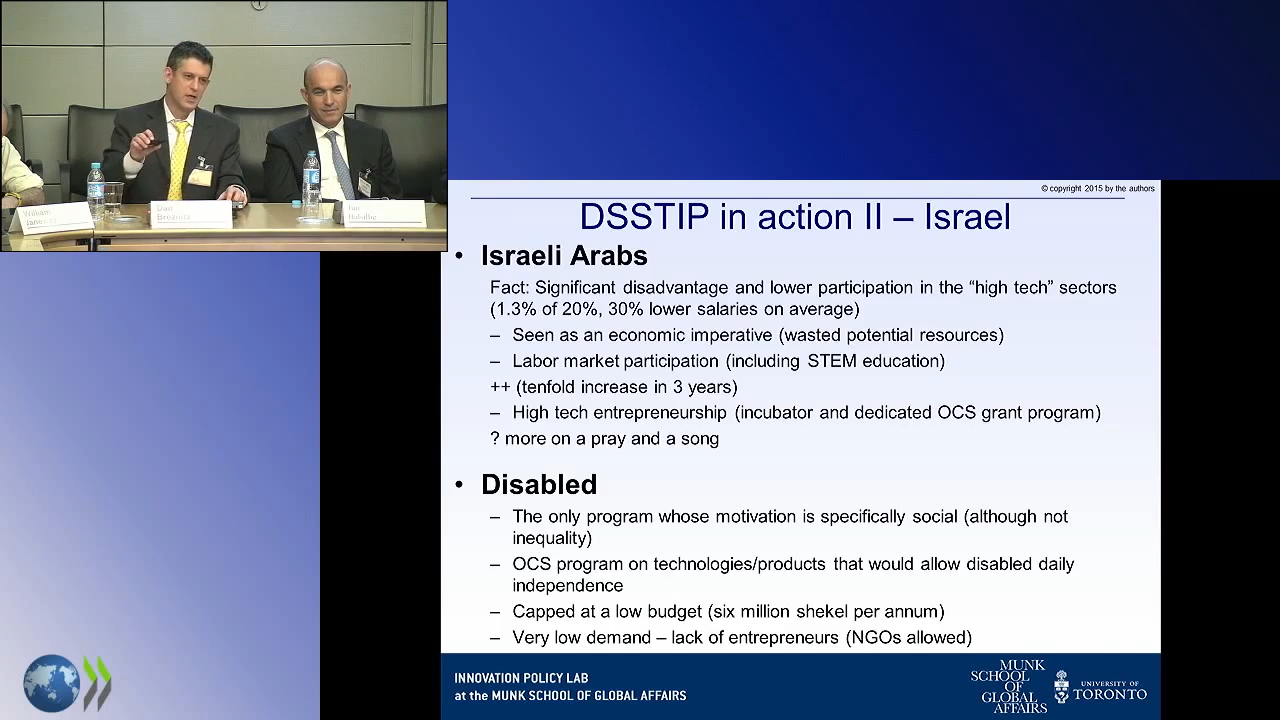 William
Dan
Breznitz
© copyright 2015 by the authors
DSSTIP in action II – Israel
• Israeli Arabs
Fact: Significant disadvantage and lower participation in the “high tech” sectors
(1.3% of 20%, 30% lower salaries on average)
– Seen as an economic imperative (wasted potential resources)
– Labor market participation (including STEM education)
++ (tenfold increase in 3 years)
– High tech entrepreneurship (incubator and dedicated OCS grant program)
? more on a pray and a song
• Disabled
– The only program whose motivation is specifically social (although not
inequality)
– OCS program on technologies/products that would allow disabled daily
independence
– Capped at a low budget (six million shekel per annum)
– Very low demand – lack of entrepreneurs (NGOs allowed)
INNOVATION POLICY LAB
at the MUNK SCHOOL OF GLOBAL AFFAIRS
MUNK
SCHOOL
OF
GLOBAL
AFFAIRS
UNIVERSITY OF
TORONTO